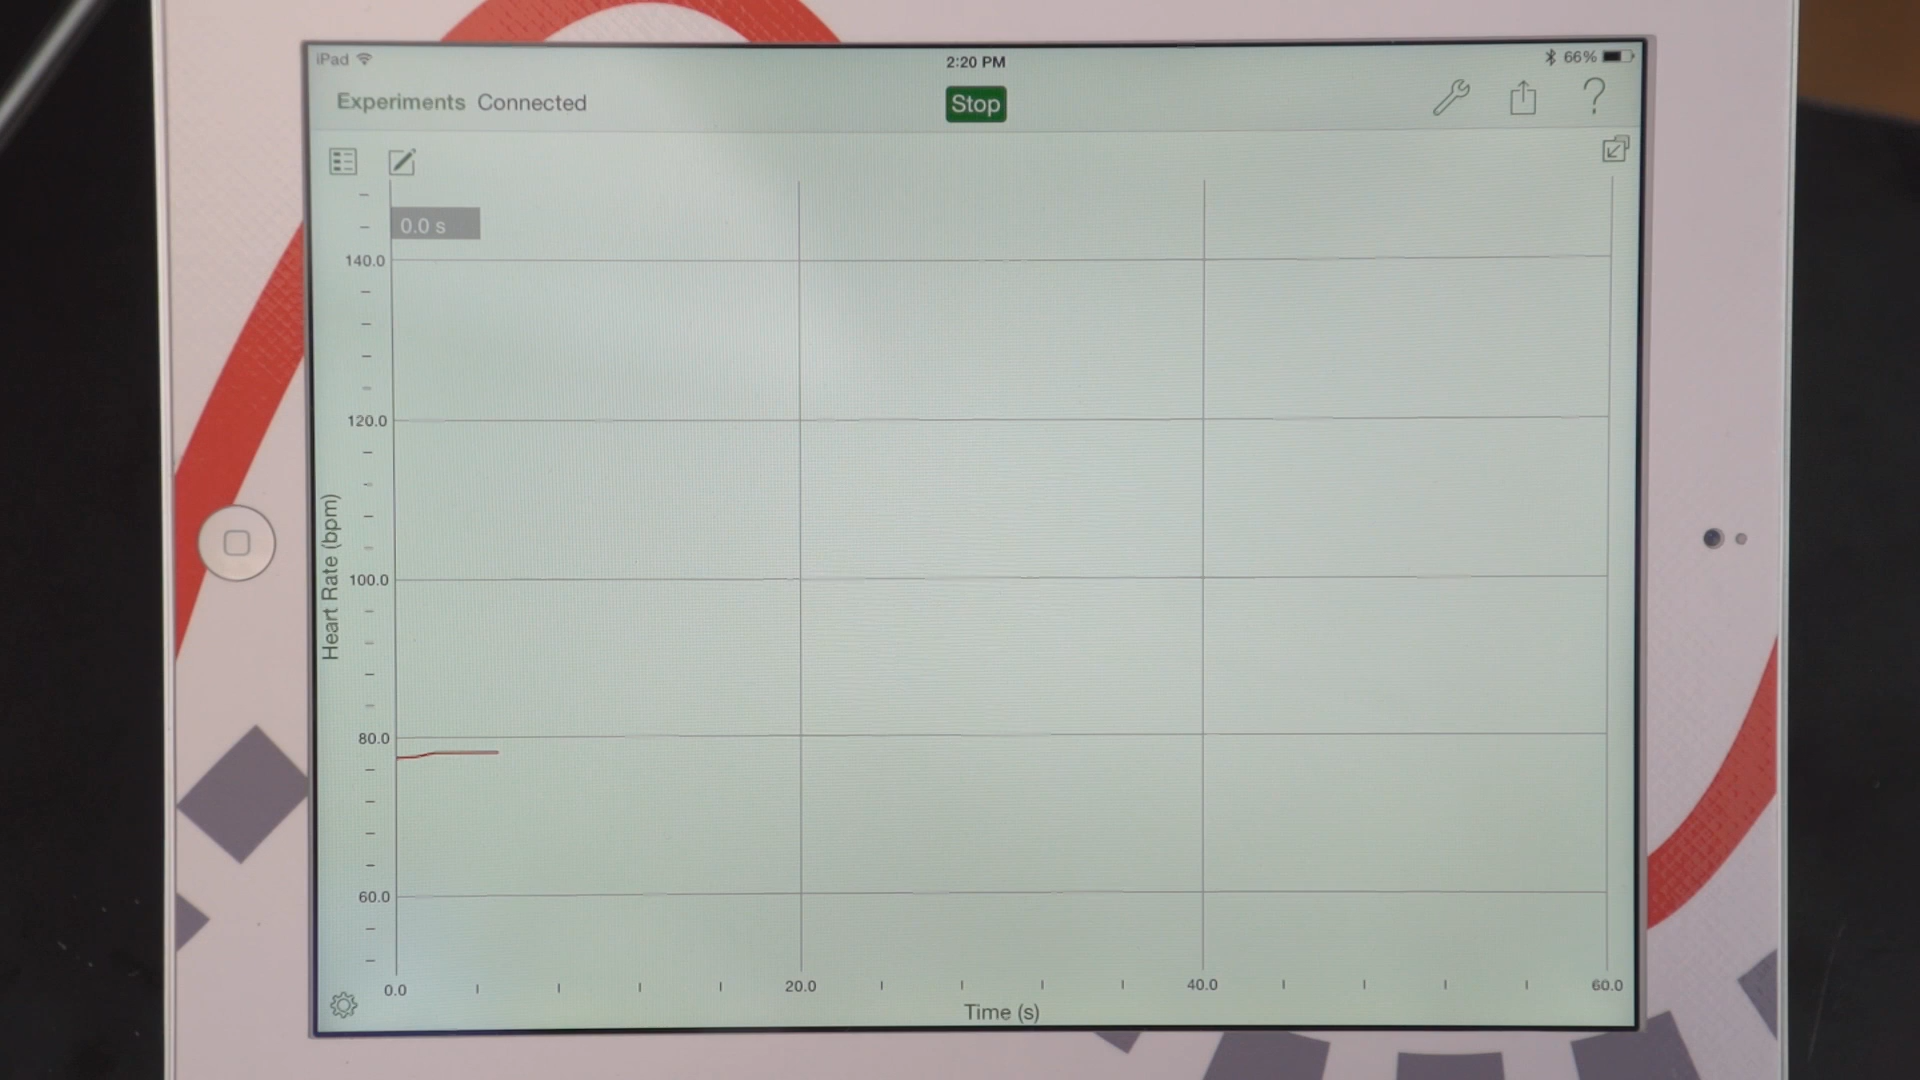 iPad
2:20 PM
66%
Experiments Connected
Stop
0.0 s
140.0
120.0
100.0
80.0
60.0
Heart Rate (bpm)
0.0
20.0
40.0
60.0
Time (s)